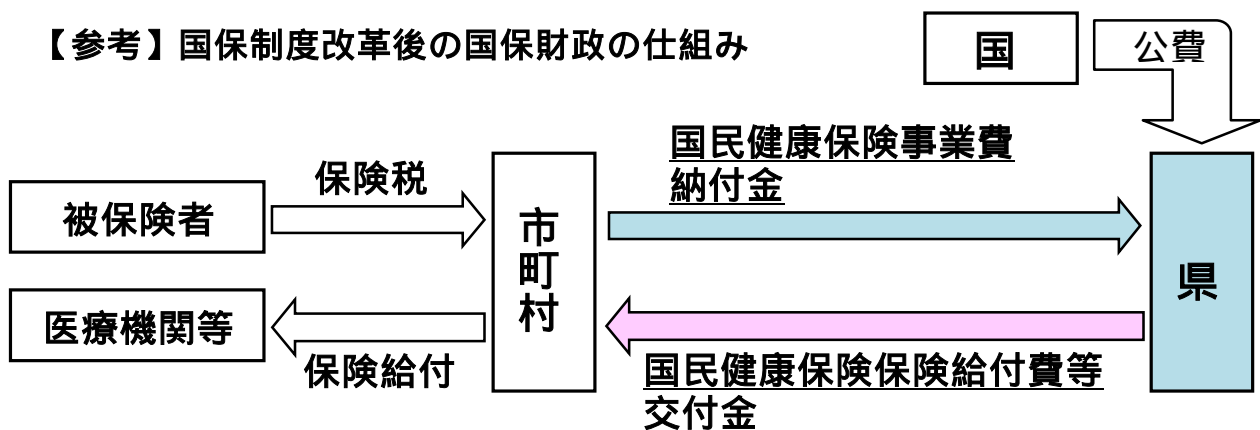 【参考】国保制度改革後の国保財政の仕組み
国
公費
国民健康保険事業費
納付金
保険税
被保険者
市町村
県
医療機関等
保険給付
国民健康保険保険給付費等
交付金